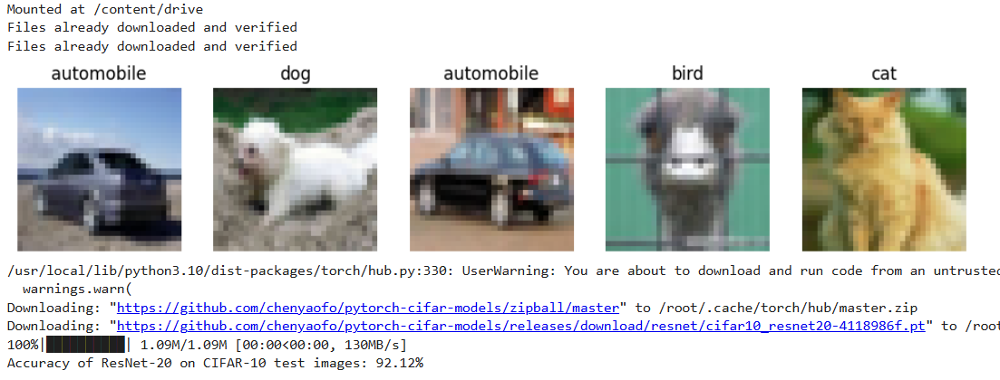 Mounted at /content/drive
Files already downloaded and verified
Files already downloaded and verified
automobile dog automobile bird cat
/usr/local/lib/python3.10/dist-packages/torch/hub.py:330: UserWarning: You are about to download and run code from an untrusted
warnings.warn(
Downloading: "https://github.com/chenyaofo/pytorch-cifar-models/zipball/master" to /root/.cache/torch/hub/master.zip
Downloading: "https://github.com/chenyaofo/pytorch-cifar-models/releases/download/resnet/cifar10_resnet20-4118986f.pt" to /root
100%|██████████| 1.09M/1.09M [00:00<00:00, 130MB/s]
Accuracy of ResNet-20 on CIFAR-10 test images: 92.12%